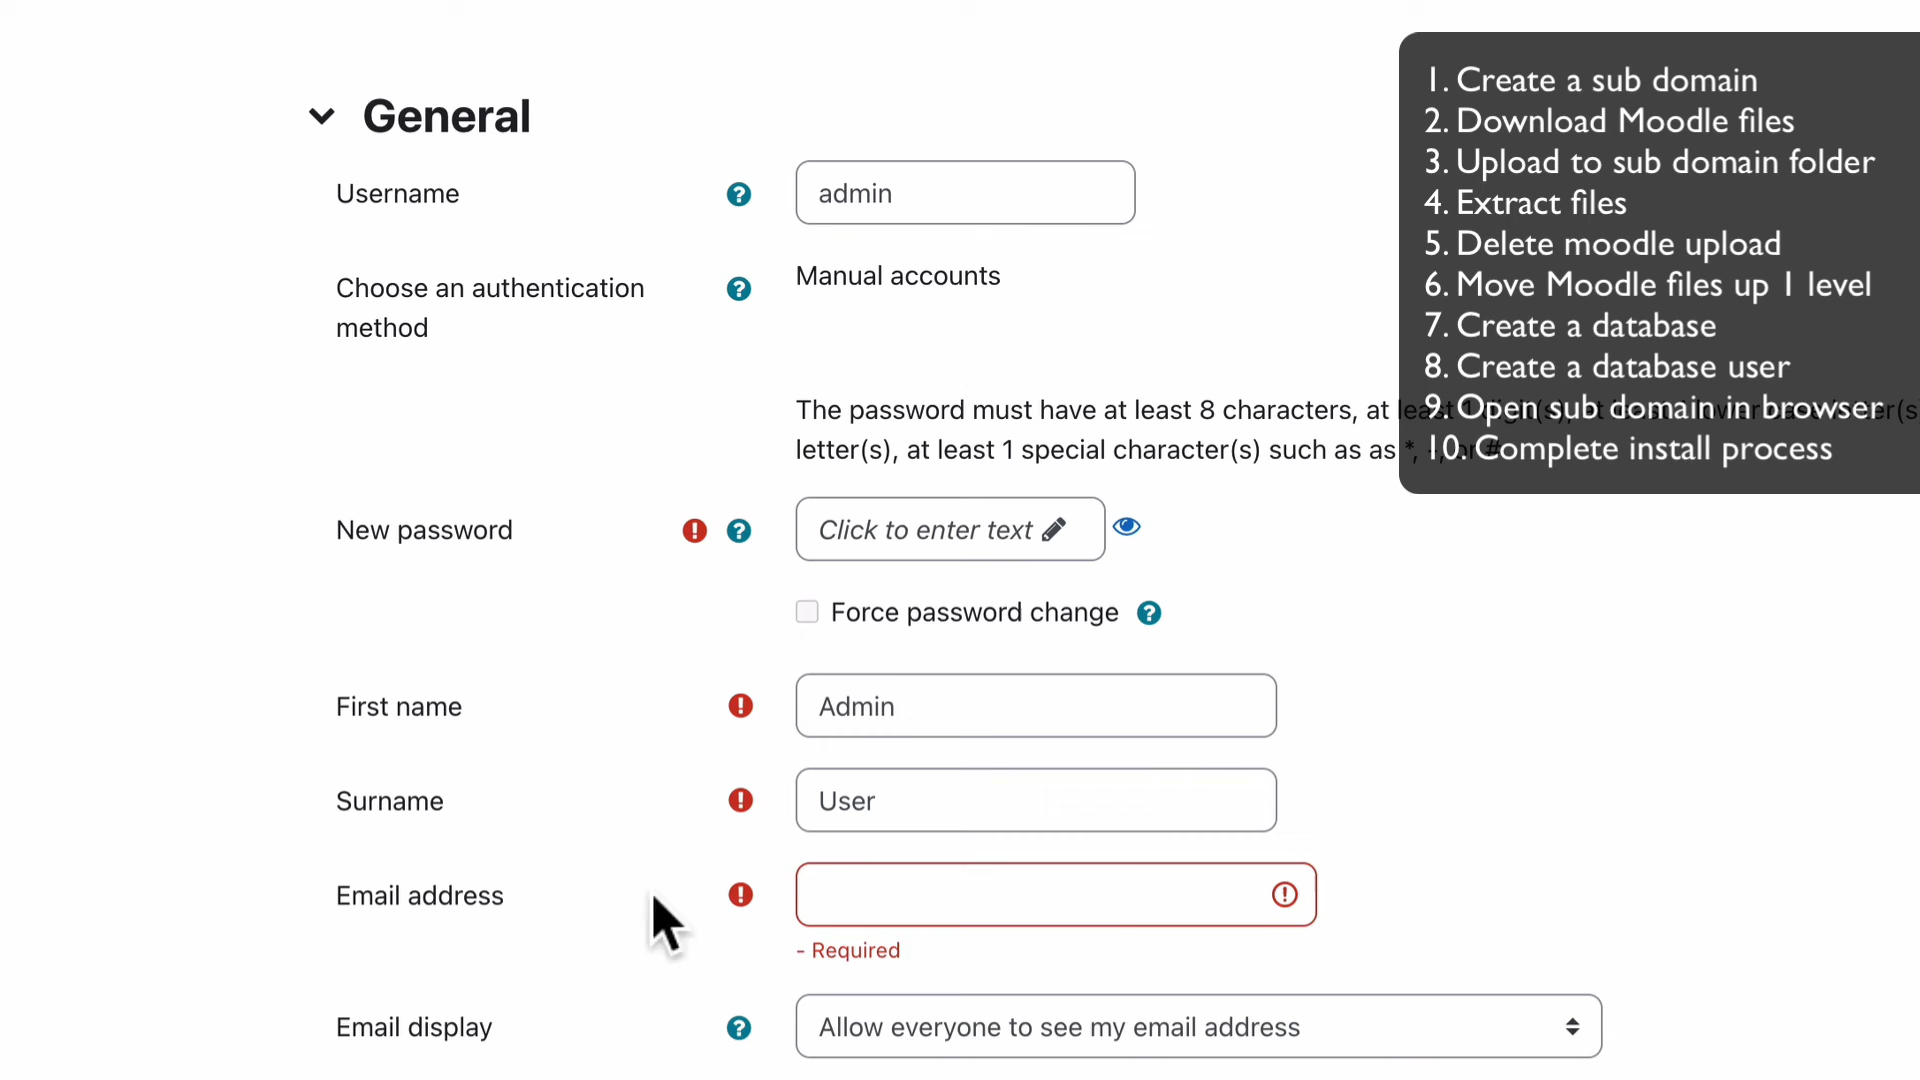 General
Username
admin
Choose an authentication
method
Manual accounts
The password must have at least 8 characters, at
letter(s), at least 1 special character(s) such as as *,
New password
Click to enter text
Force password change
First name
Admin
Surname
User
Email address
- Required
Email display
Allow everyone to see my email address
1. Create a sub domain
2. Download Moodle files
3. Upload to sub domain folder
4. Extract files
5. Delete moodle upload
6. Move Moodle files up 1 level
7. Create a database
8. Create a database user
9. Open sub domain in browser
10. Complete install process